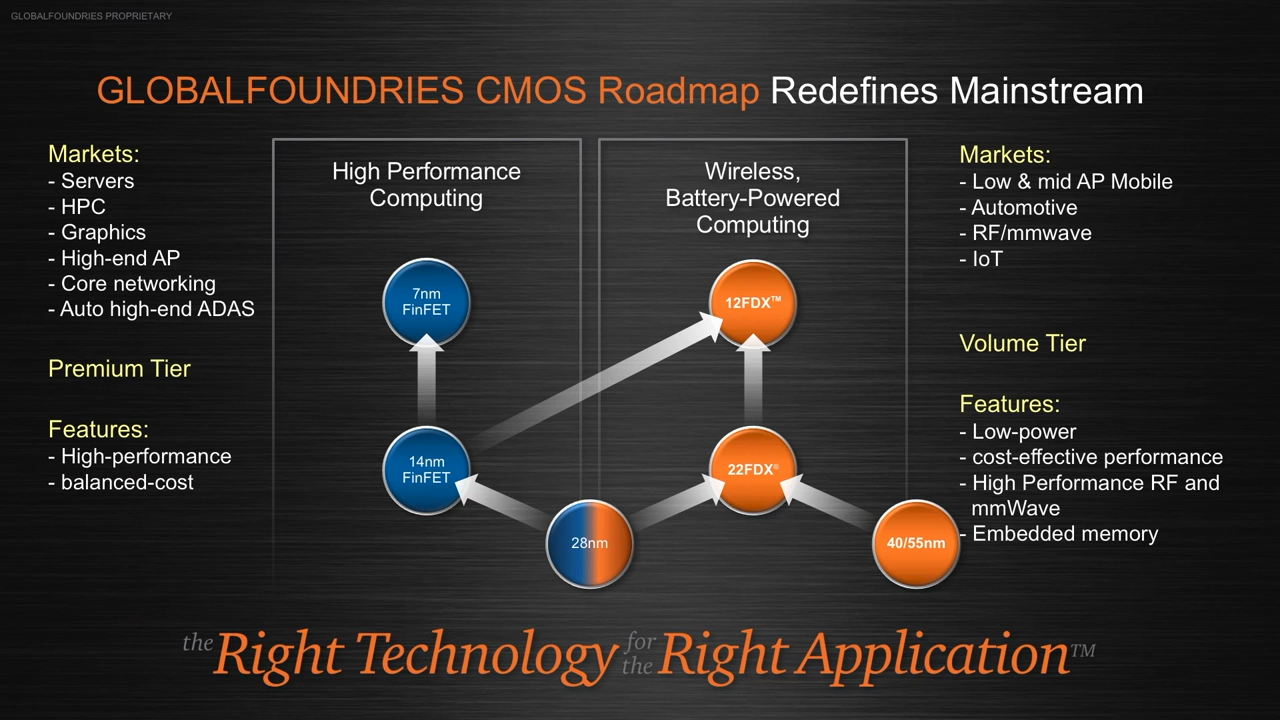 GLOBALFOUNDRIES PROPRIETARY
GLOBALFOUNDRIES CMOS Roadmap Redefines Mainstream
Markets:
- Servers
- HPC
- Graphics
- High-end AP
- Core networking
- Auto high-end ADAS
Premium Tier
Features:
- High-performance
- balanced-cost
High Performance
Computing
7nm
FinFET
14nm
FinFET
28nm
Wireless,
Battery-Powered
Computing
12FDX™
22FDX®
40/55nm
Markets:
- Low & mid AP Mobile
- Automotive
- RF/mmwave
- IoT
Volume Tier
Features:
- Low-power
- cost-effective performance
- High Performance RF and
mmWave
- Embedded memory
the Right Technology for the Right Application™